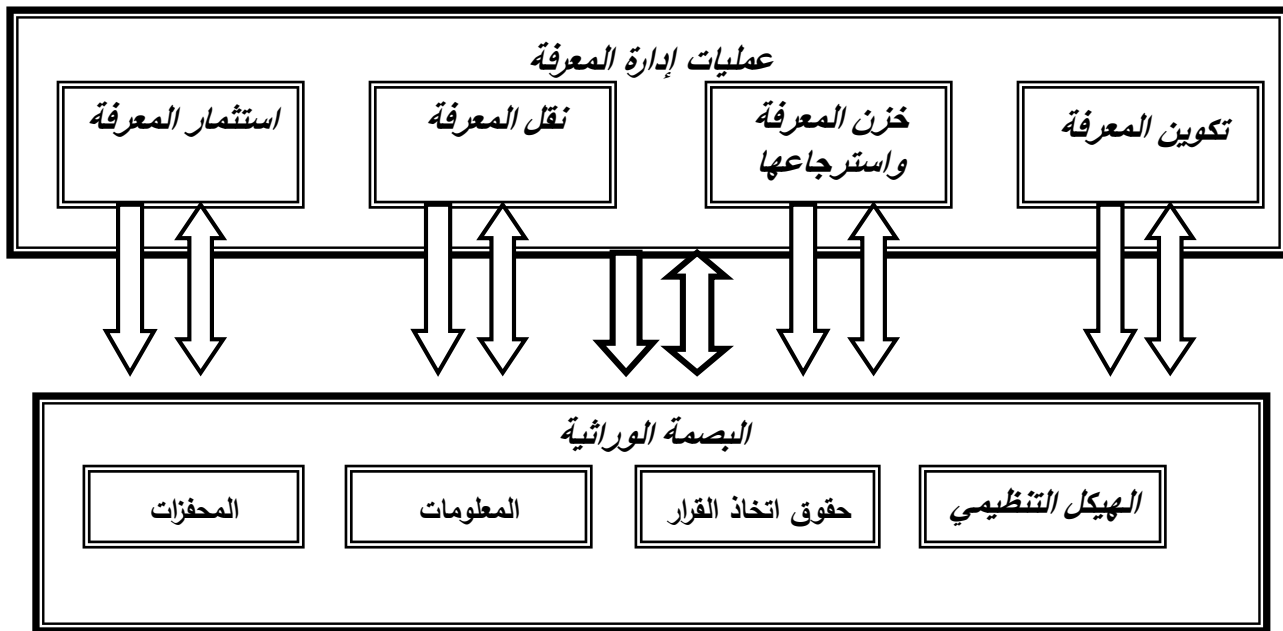 عمليات إدارة المعرفة
تكوين المعرفة
خزن المعرفة
واسترجاعها
نقل المعرفة
استثمار المعرفة
البصمة الوراثية
الهيكل التنظيمي
حقوق اتخاذ القرار
المعلومات
المحفزات